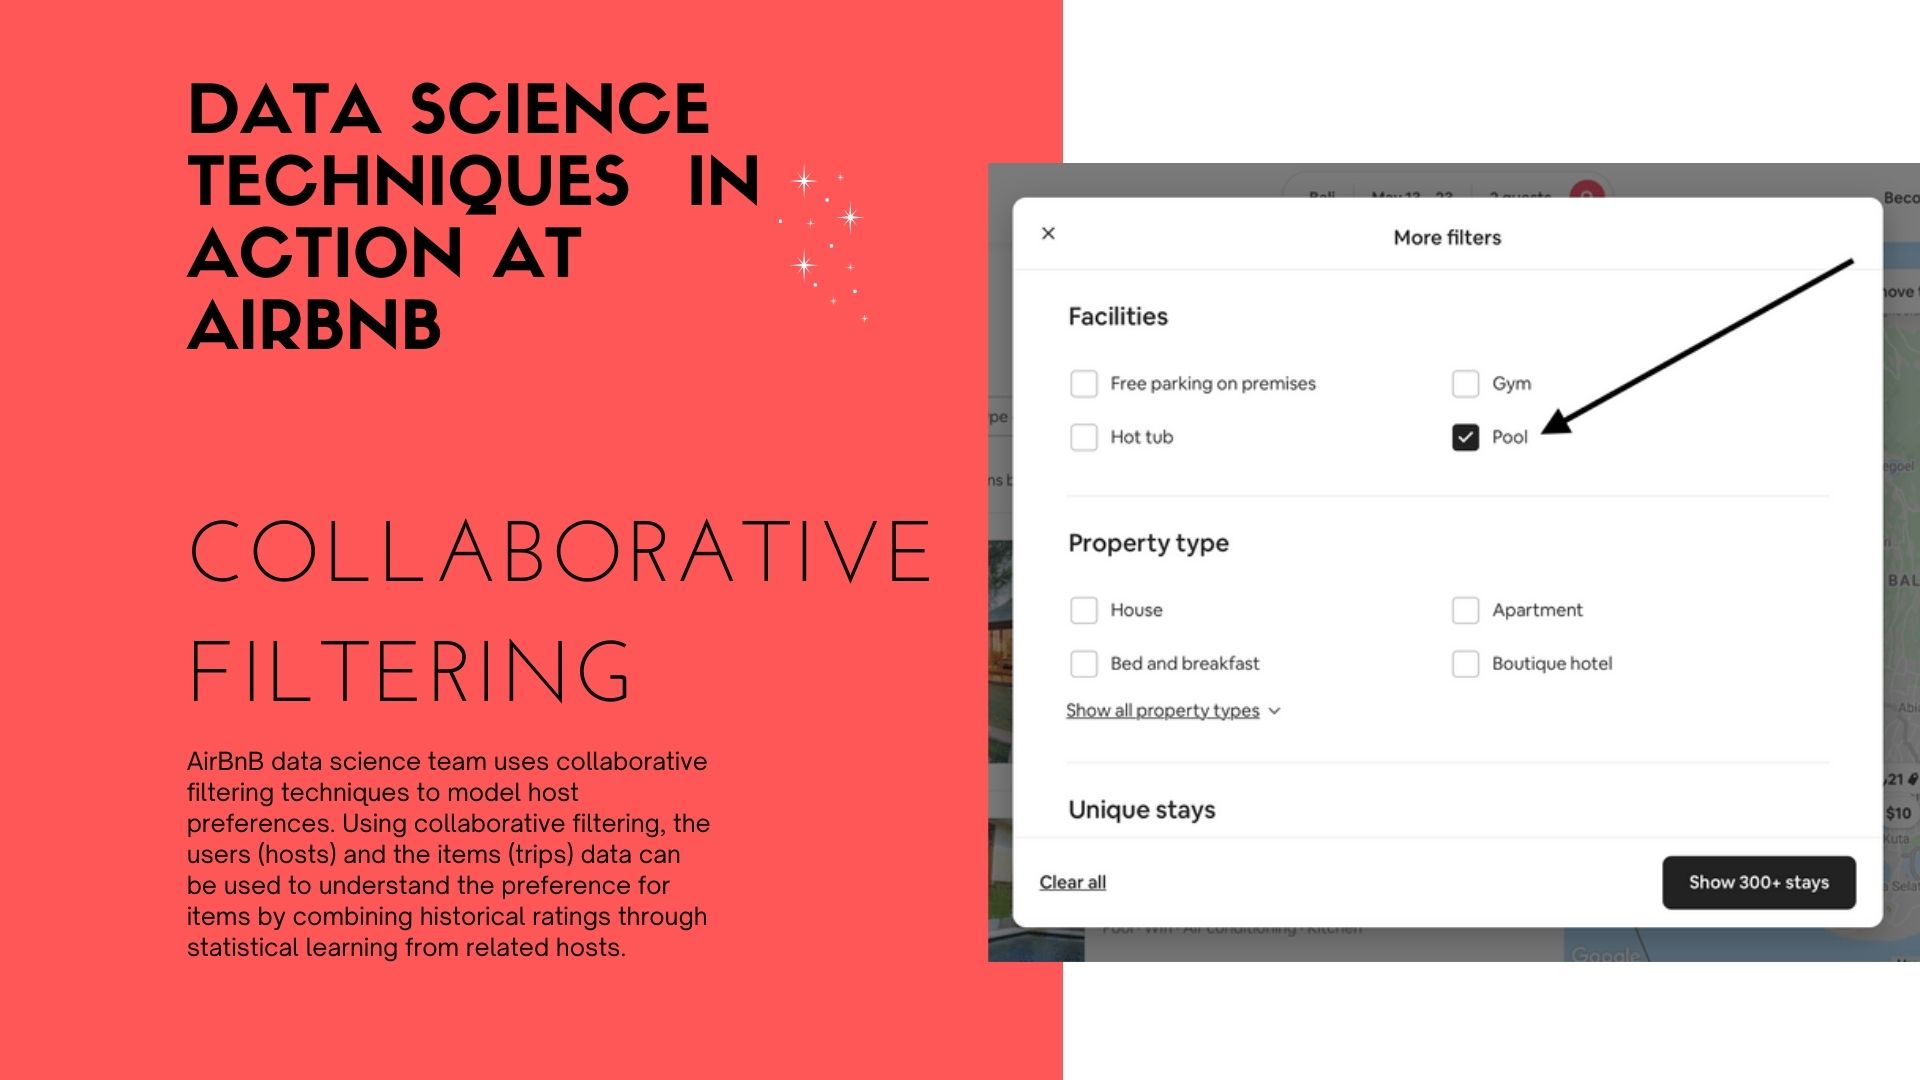 DATA SCIENCE
TECHNIQUES IN
ACTION AT
AIRBNB
COLLABORATIVE
FILTERING
AirBnB data science team uses collaborative
filtering techniques to model host
preferences. Using collaborative filtering, the
users (hosts) and the items (trips) data can
be used to understand the preference for
items by combining historical ratings through
statistical learning from related hosts.
More filters
Facilities
Free parking on premises
Gym
Hot tub
Pool
Property type
House
Apartment
Bed and breakfast
Boutique hotel
Show all property types
Unique stays
Clear all
Show 300+ stays
$10
Google